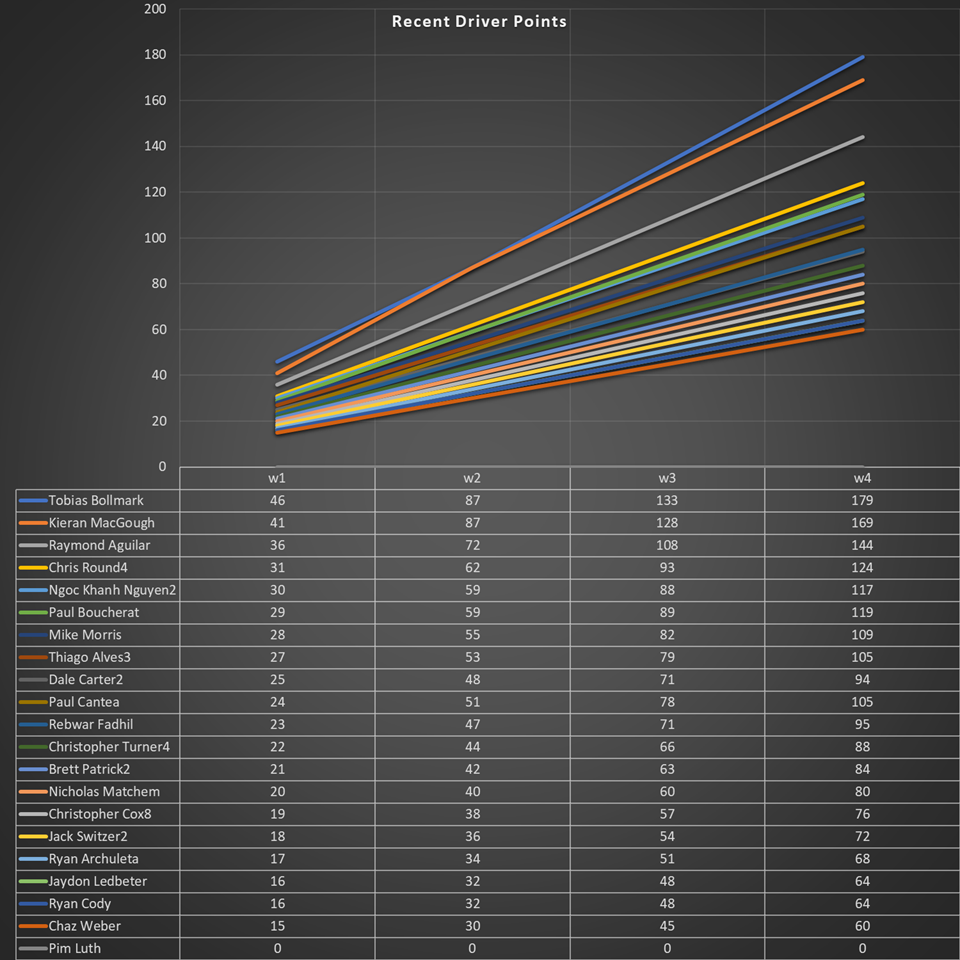 Recent Driver Points
200
180
160
140
120
100
80
60
40
20
0
w1 w2 w3 w4
Tobias Bollmark 46 87 133 179
Kieran MacGough 41 87 128 169
Raymond Aguilar 36 72 108 144
Chris Round4 31 62 93 124
Ngoc Khanh Nguyen2 30 59 88 117
Paul Boucherat 29 59 89 119
Mike Morris 28 55 82 109
Thiago Alves3 27 53 79 105
Dale Carter2 25 48 71 94
Paul Cantea 24 51 78 105
Rebwar Fadhil 23 47 71 95
Christopher Turner4 22 44 66 88
Brett Patrick2 21 42 63 84
Nicholas Matchem 20 40 60 80
Christopher Cox8 19 38 57 76
Jack Switzer2 18 36 54 72
Ryan Archuleta 17 34 51 68
Jaydon Ledbeter 16 32 48 64
Ryan Cody 16 32 48 64
Chaz Weber 15 30 45 60
Pim Luth 0 0 0 0